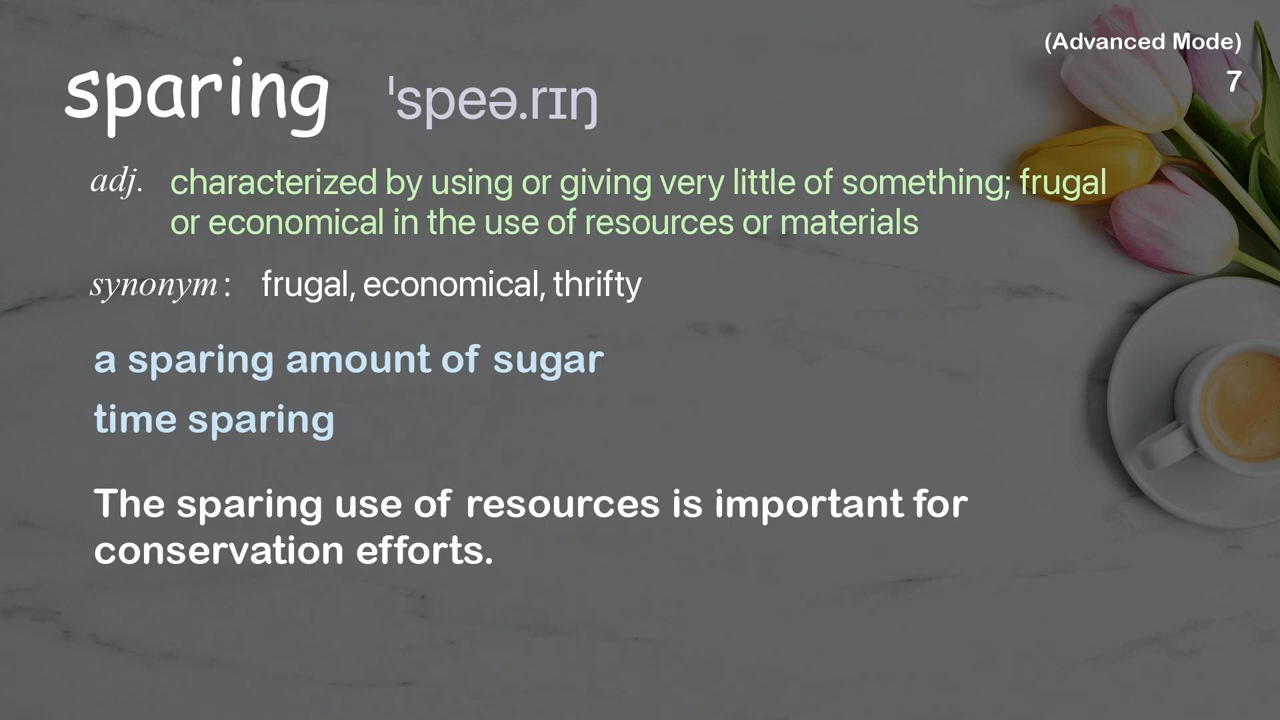 (Advanced Mode)
7
sparing ˈspeə.rɪŋ
adj. characterized by using or giving very little of something; frugal
or economical in the use of resources or materials
synonym : frugal, economical, thrifty
a sparing amount of sugar
time sparing
The sparing use of resources is important for
conservation efforts.